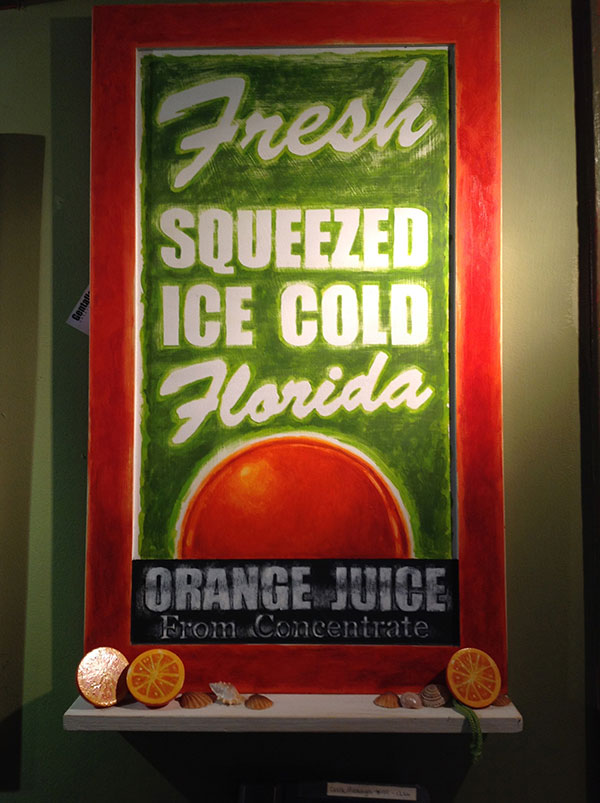 Fresh
SQUEEZED
ICE COLD
Florida
ORANGE JUICE
From Concentrate